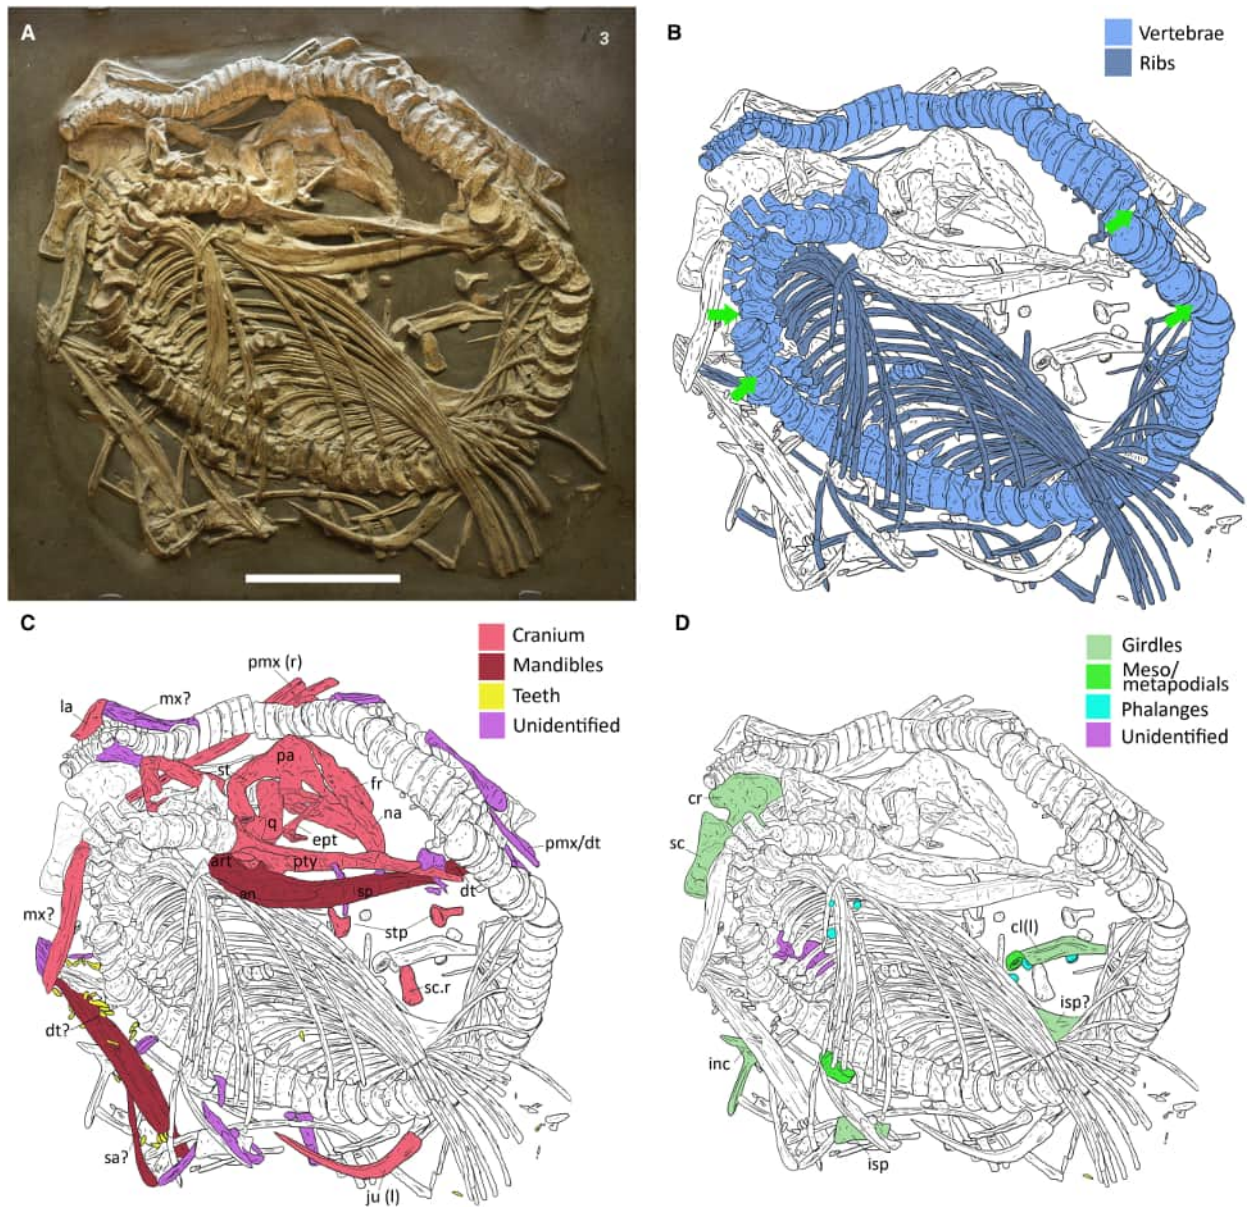 A
3
B
Vertebrae
Ribs
C
Cranium
Mandibles
Teeth
Unidentified
pmx (r)
mx?
la
st
pa
fr
na
q
ept
pmx/dt
art
pty
an
sp
dt
mx?
stp
sc.r
dt?
sa?
ju (l)
D
Girdles
Meso/
metapodials
Phalanges
Unidentified
cr
sc
cl(l)
isp?
inc
isp